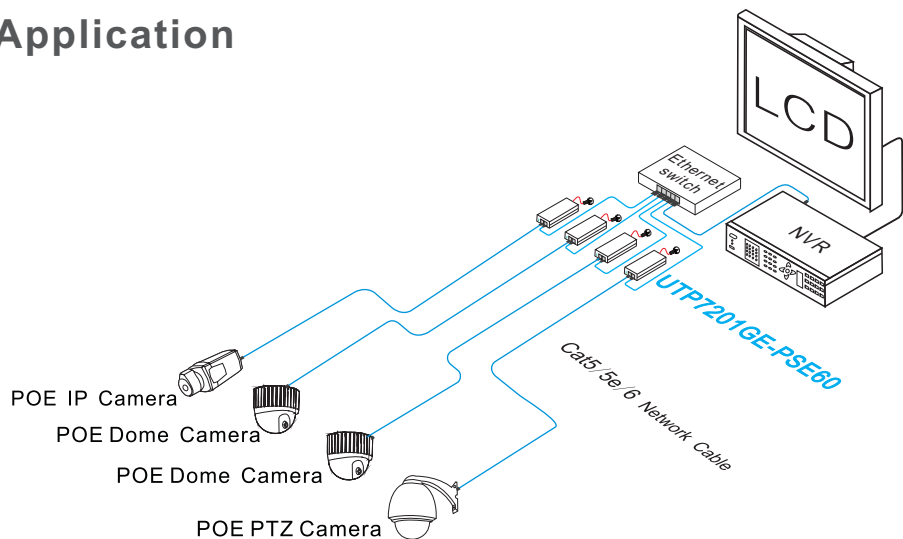 Application
LCD
Ethernet
switch
NVR
UTP7201GE-PSE60
Cat5/5e/6 Network Cable
POE IP Camera
POE Dome Camera
POE Dome Camera
POE PTZ Camera